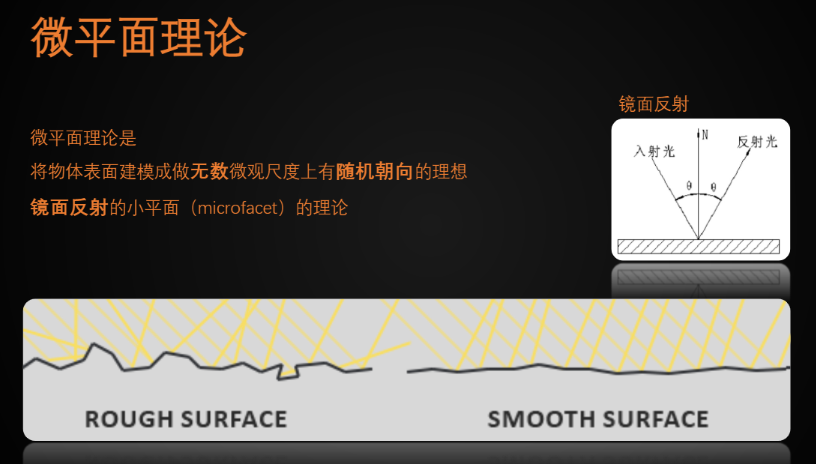 微平面理论
微平面理论是
将物体表面建模成做无数微观尺度上有随机朝向的理想
镜面反射的小平面（microfacet）的理论
镜面反射
N
入射光
反射光
θ θ
ROUGH SURFACE
SMOOTH SURFACE